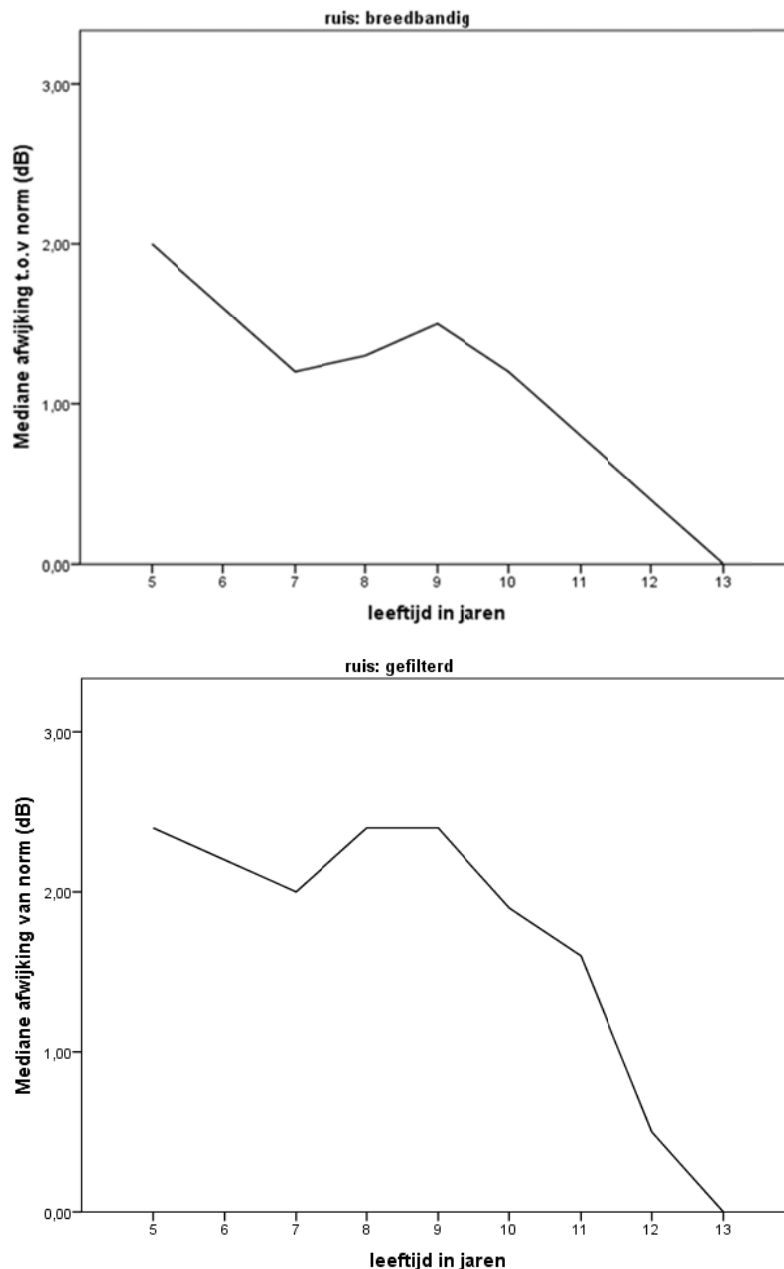 ruis: breedbandig
3,00
2,00
1,00
0,00
Mediane afwijking t.o.v norm (dB)
5 6 7 8 9 10 11 12 13
leeftijd in jaren
ruis: gefilterd
3,00
2,00
1,00
0,00
Mediane afwijking van norm (dB)
5 6 7 8 9 10 11 12 13
leeftijd in jaren